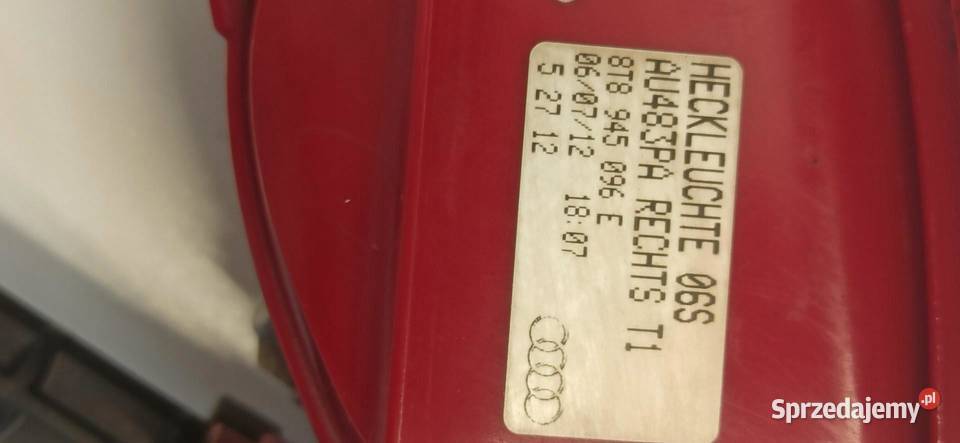 HECKLEUCHTE 06S
AU483PA RECHTS T1
8T8 945 096 E
06/07/12 18:07
5 27 12
Sprzedajemy.pl